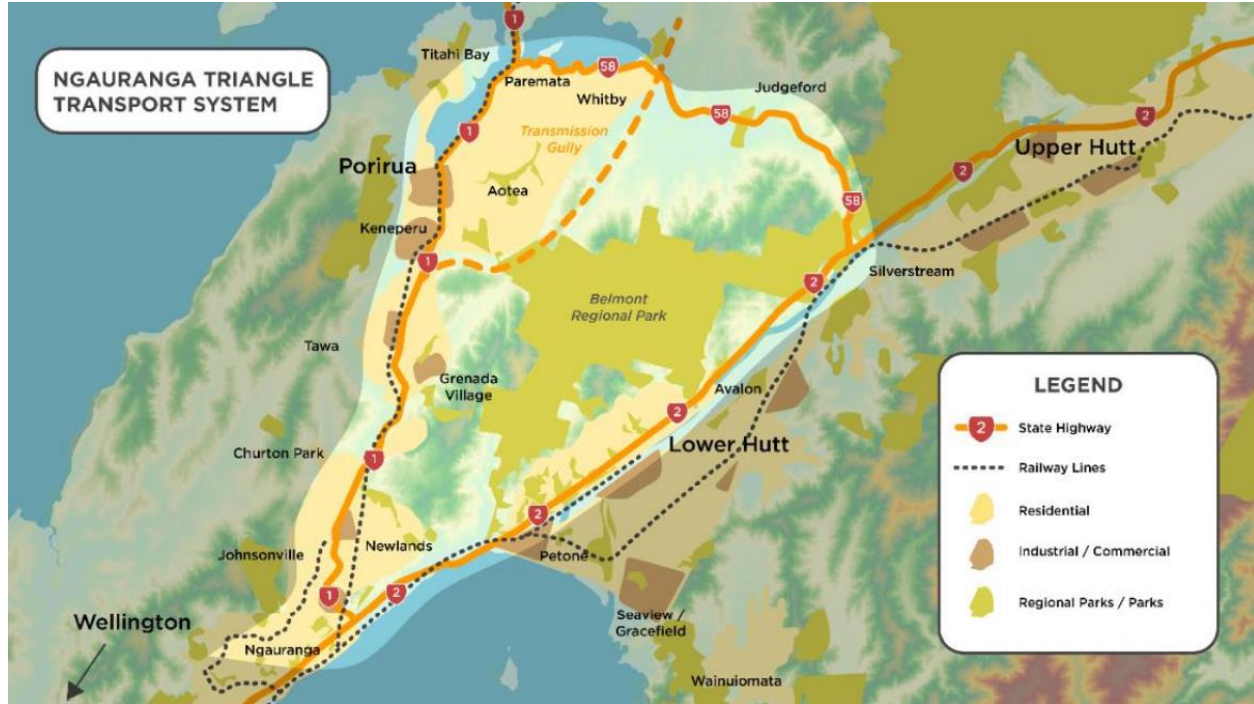 NGAURANGA TRIANGLE
TRANSPORT SYSTEM
1
Titahi Bay
Paremata
58
Whitby
Judgeford
58
2
1
Transmission
Gully
Upper Hutt
2
Porirua
Aotea
58
Keneperu
1
Silverstream
2
Belmont
Regional Park
Tawa
Grenada
Village
Avalon
2
Lower Hutt
Churton Park
1
2
Newlands
Johnsonville
Petone
1
2
Seaview /
Gracefield
Wellington
Ngauranga
Wainuiomata
LEGEND
2 State Highway
Railway Lines
Residential
Industrial / Commercial
Regional Parks / Parks